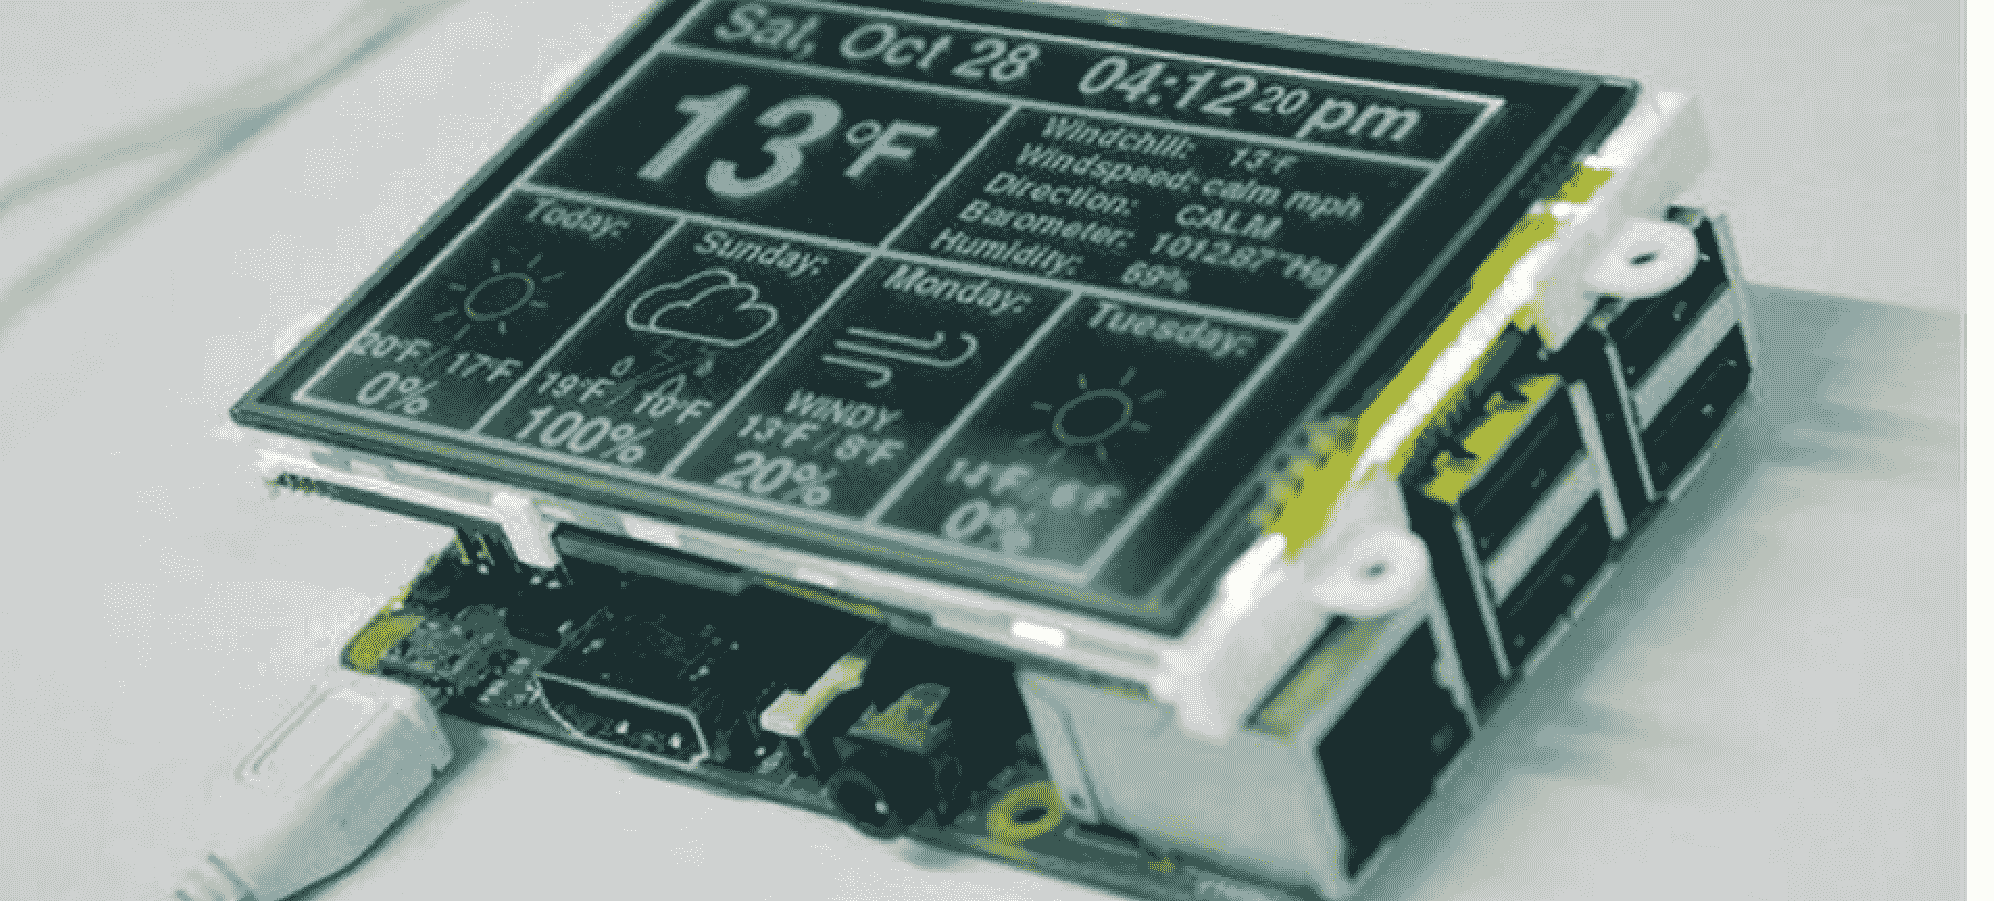 Sat, Oct 28 04:12 20 pm
13°F
Windchill: 13°F
Windspeed: calm mph
Direction: CALM
Barometer: 1012.87"Hg
Humidity: 69%
Today:
20°F / 17°F
0%
Sunday:
19°F / 10°F
100%
Monday:
WINDY
13°F / 8°F
20%
Tuesday:
14°F / 6°F
0%